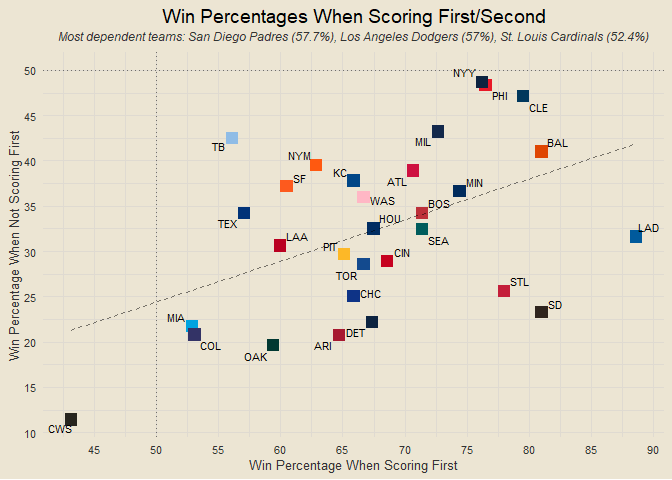 Win Percentages When Scoring First/Second
Most dependent teams: San Diego Padres (57.7%), Los Angeles Dodgers (57%), St. Louis Cardinals (52.4%)
50
NYY
PHI
CLE
45
MIL
TB
BAL
40
NYM
KC
ATL
SF
MIN
WAS
35
BOS
TEX
HOU
LAD
LAA
SEA
30
PIT
CIN
TOR
STL
25
CHC
SD
MIA
DET
20
COL
ARI
OAK
15
CWS
10
45
50
55
60
65
70
75
80
85
90
Win Percentage When Scoring First
Win Percentage When Not Scoring First